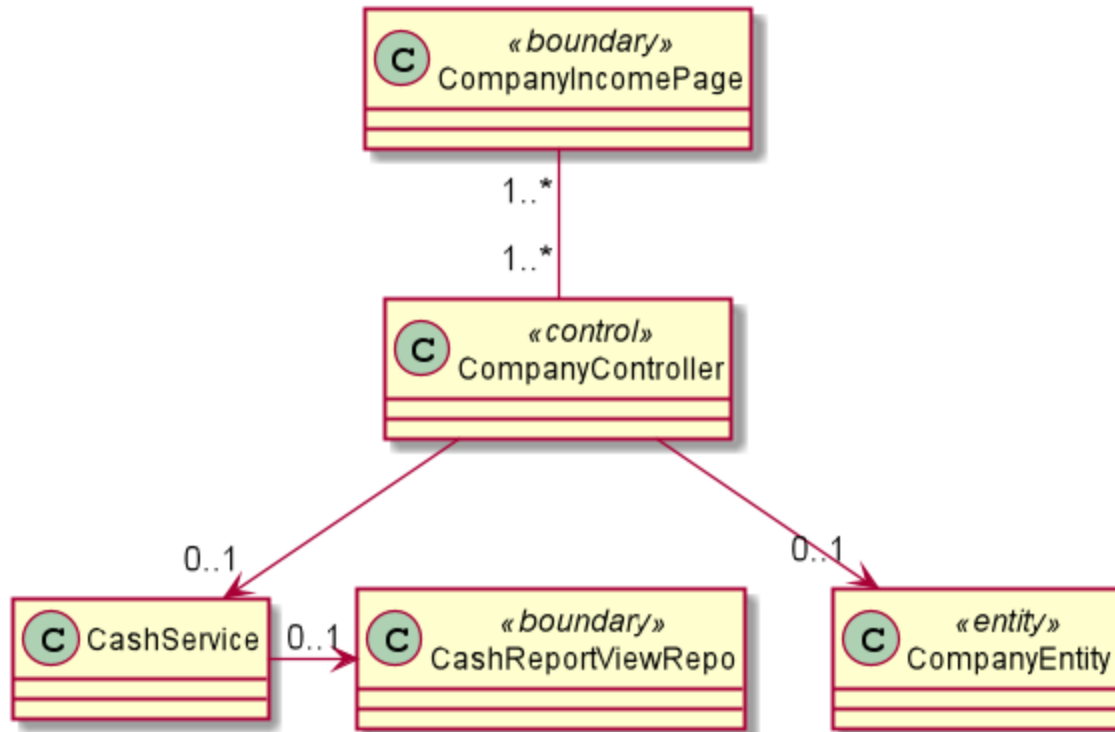 C
«boundary»
CompanyIncomePage
1..*
1..*
C
«control»
CompanyController
0..1
0..1
C
CashService
0..1
C
«boundary»
CashReportViewRepo
C
«entity»
CompanyEntity